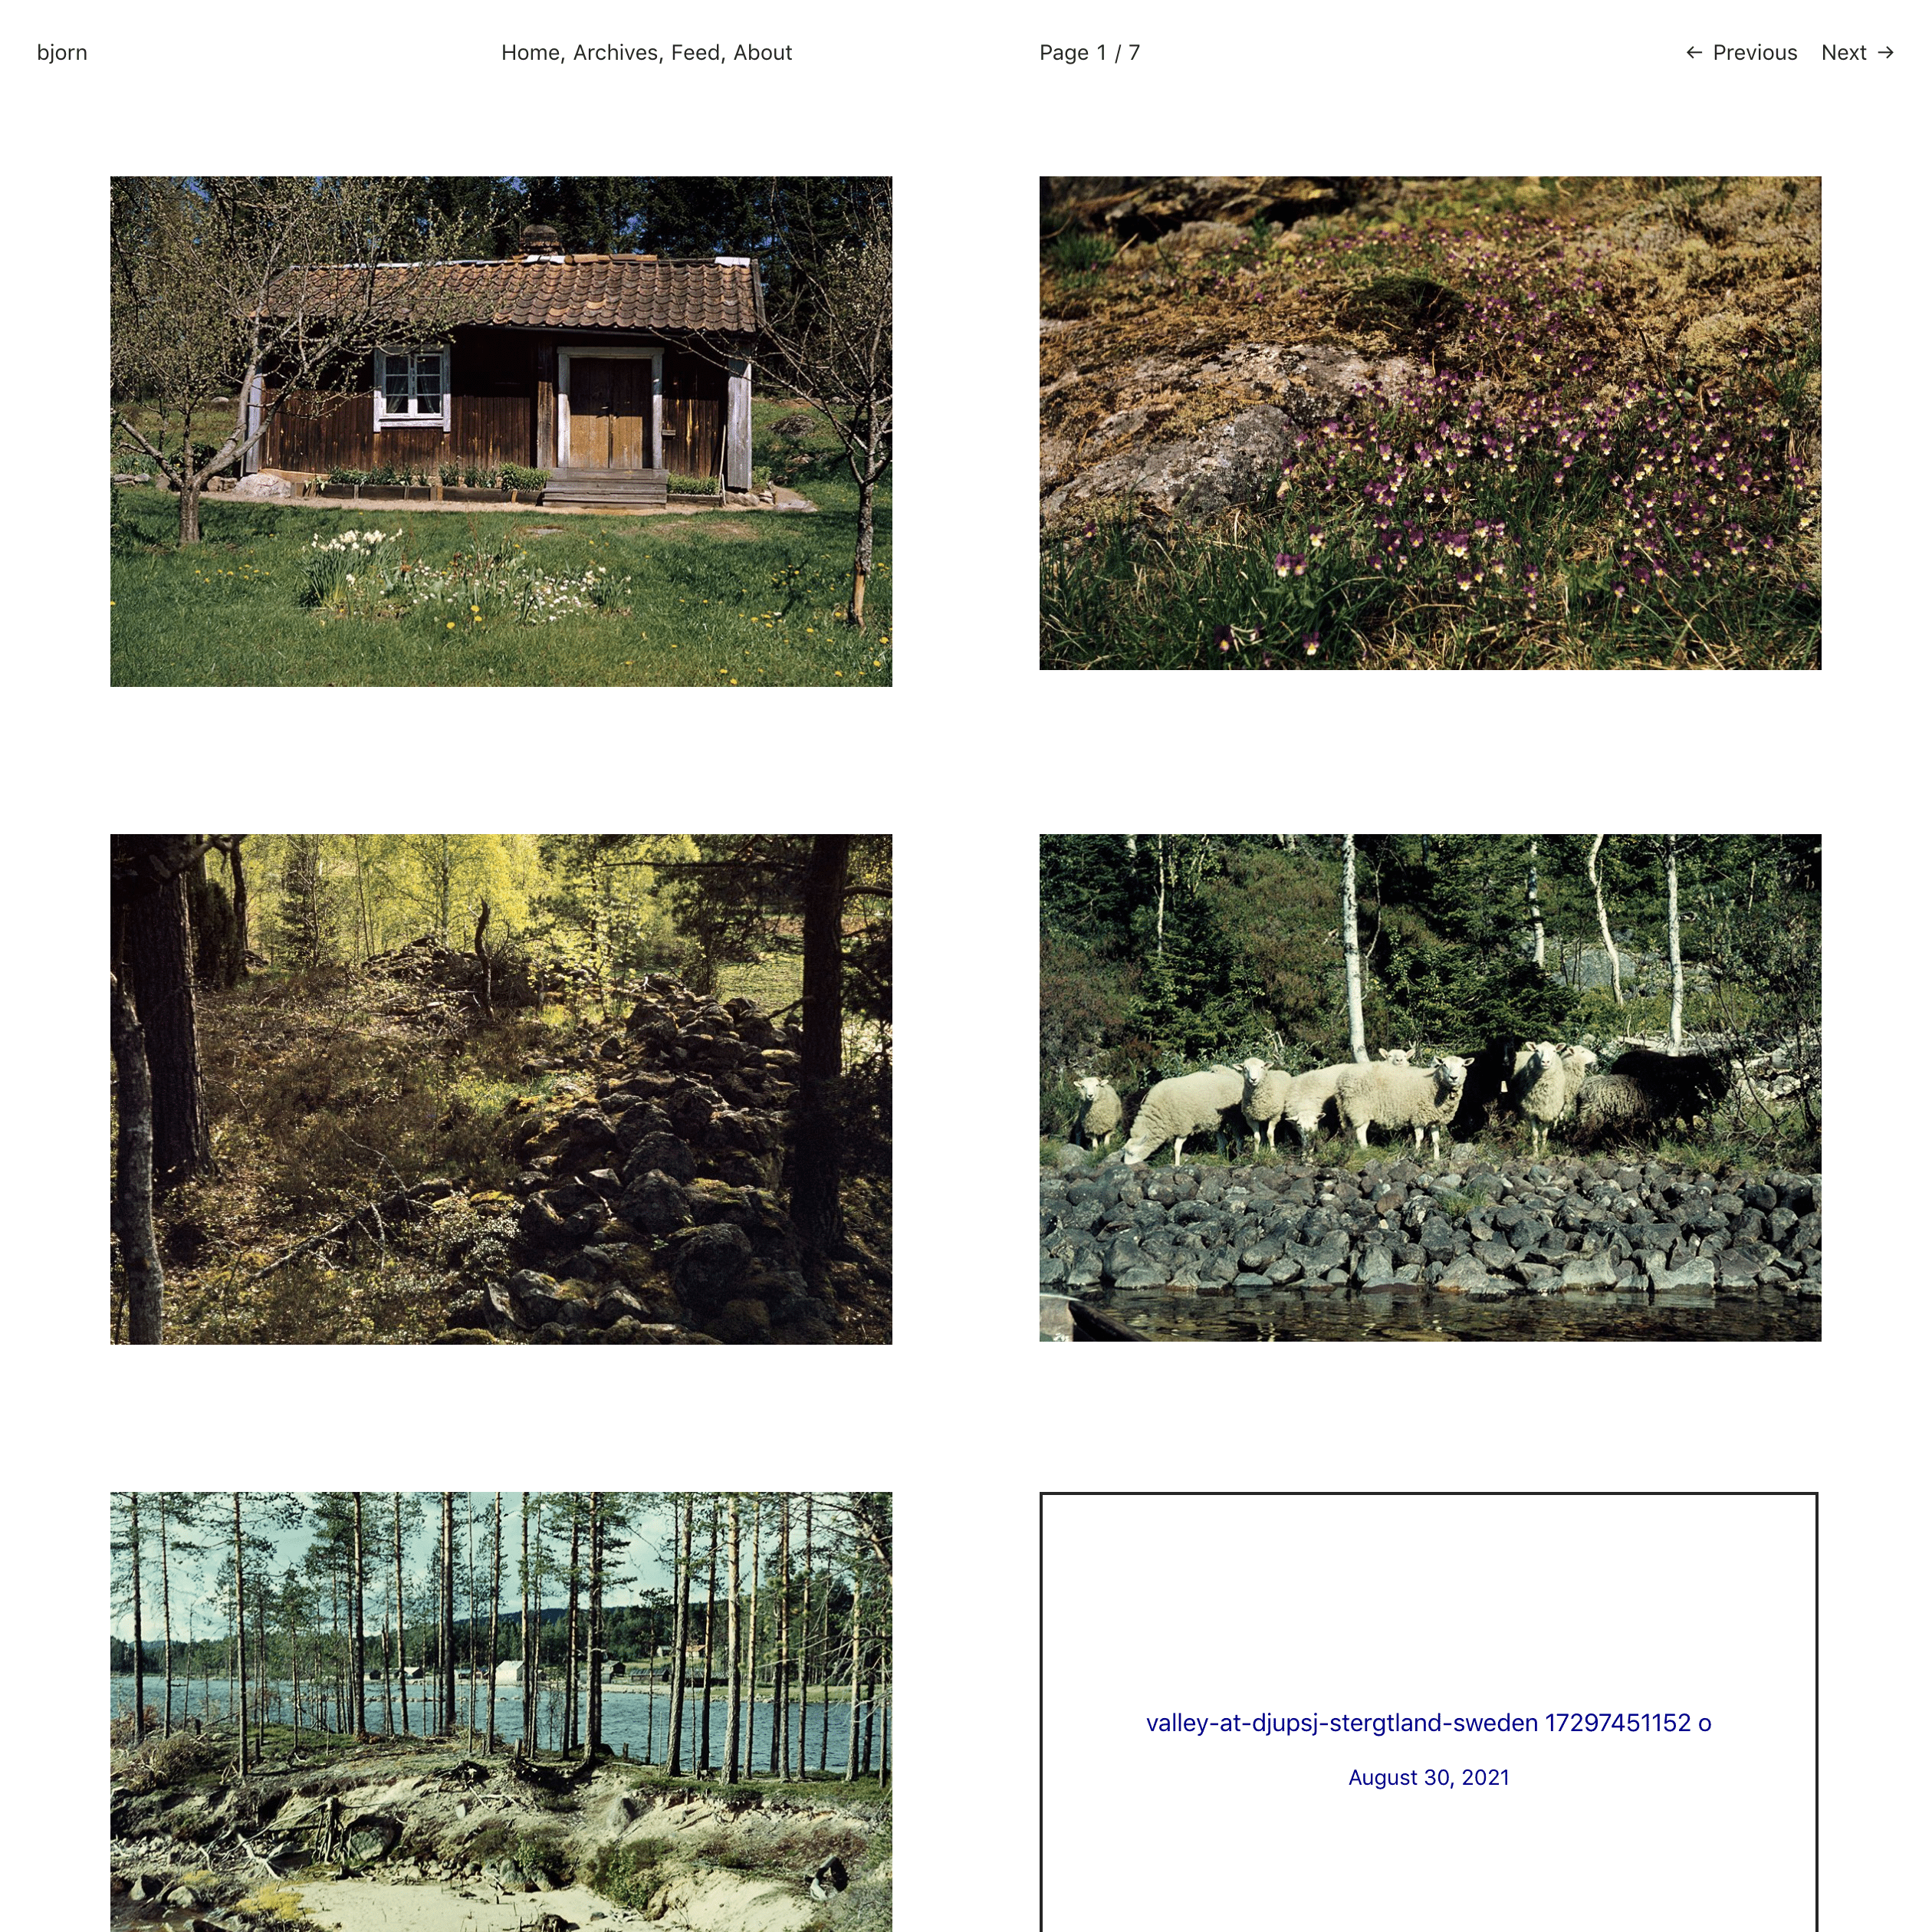 bjorn
Home, Archives, Feed, About
Page 1 / 7
← Previous Next →
valley-at-djupsj-stergtland-sweden 17297451152 o
August 30, 2021